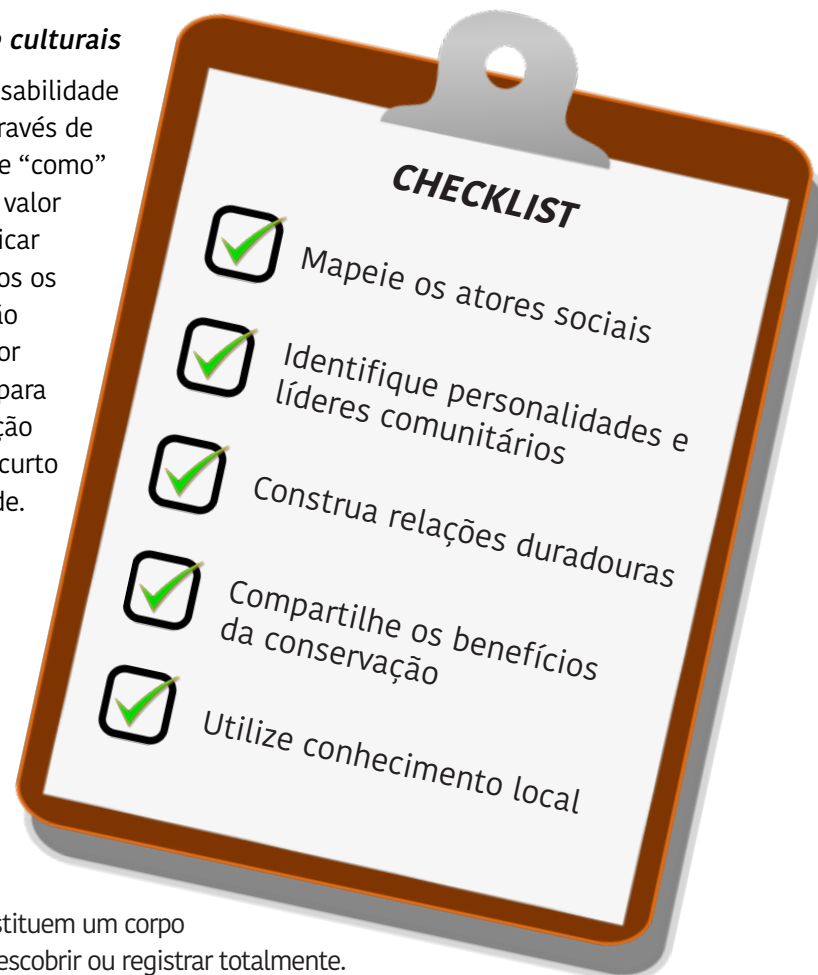 culturais
sabilidade
ravés de
e “como”
valor
icar
os os
ão
or
para
ção
curto
de.
CHECKLIST
Mapeie os atores sociais
Identifique personalidades e
líderes comunitários
Construa relações duradouras
Compartilhe os benefícios
da conservação
Utilize conhecimento local
stituem um corpo
escobrir ou registrar totalmente.